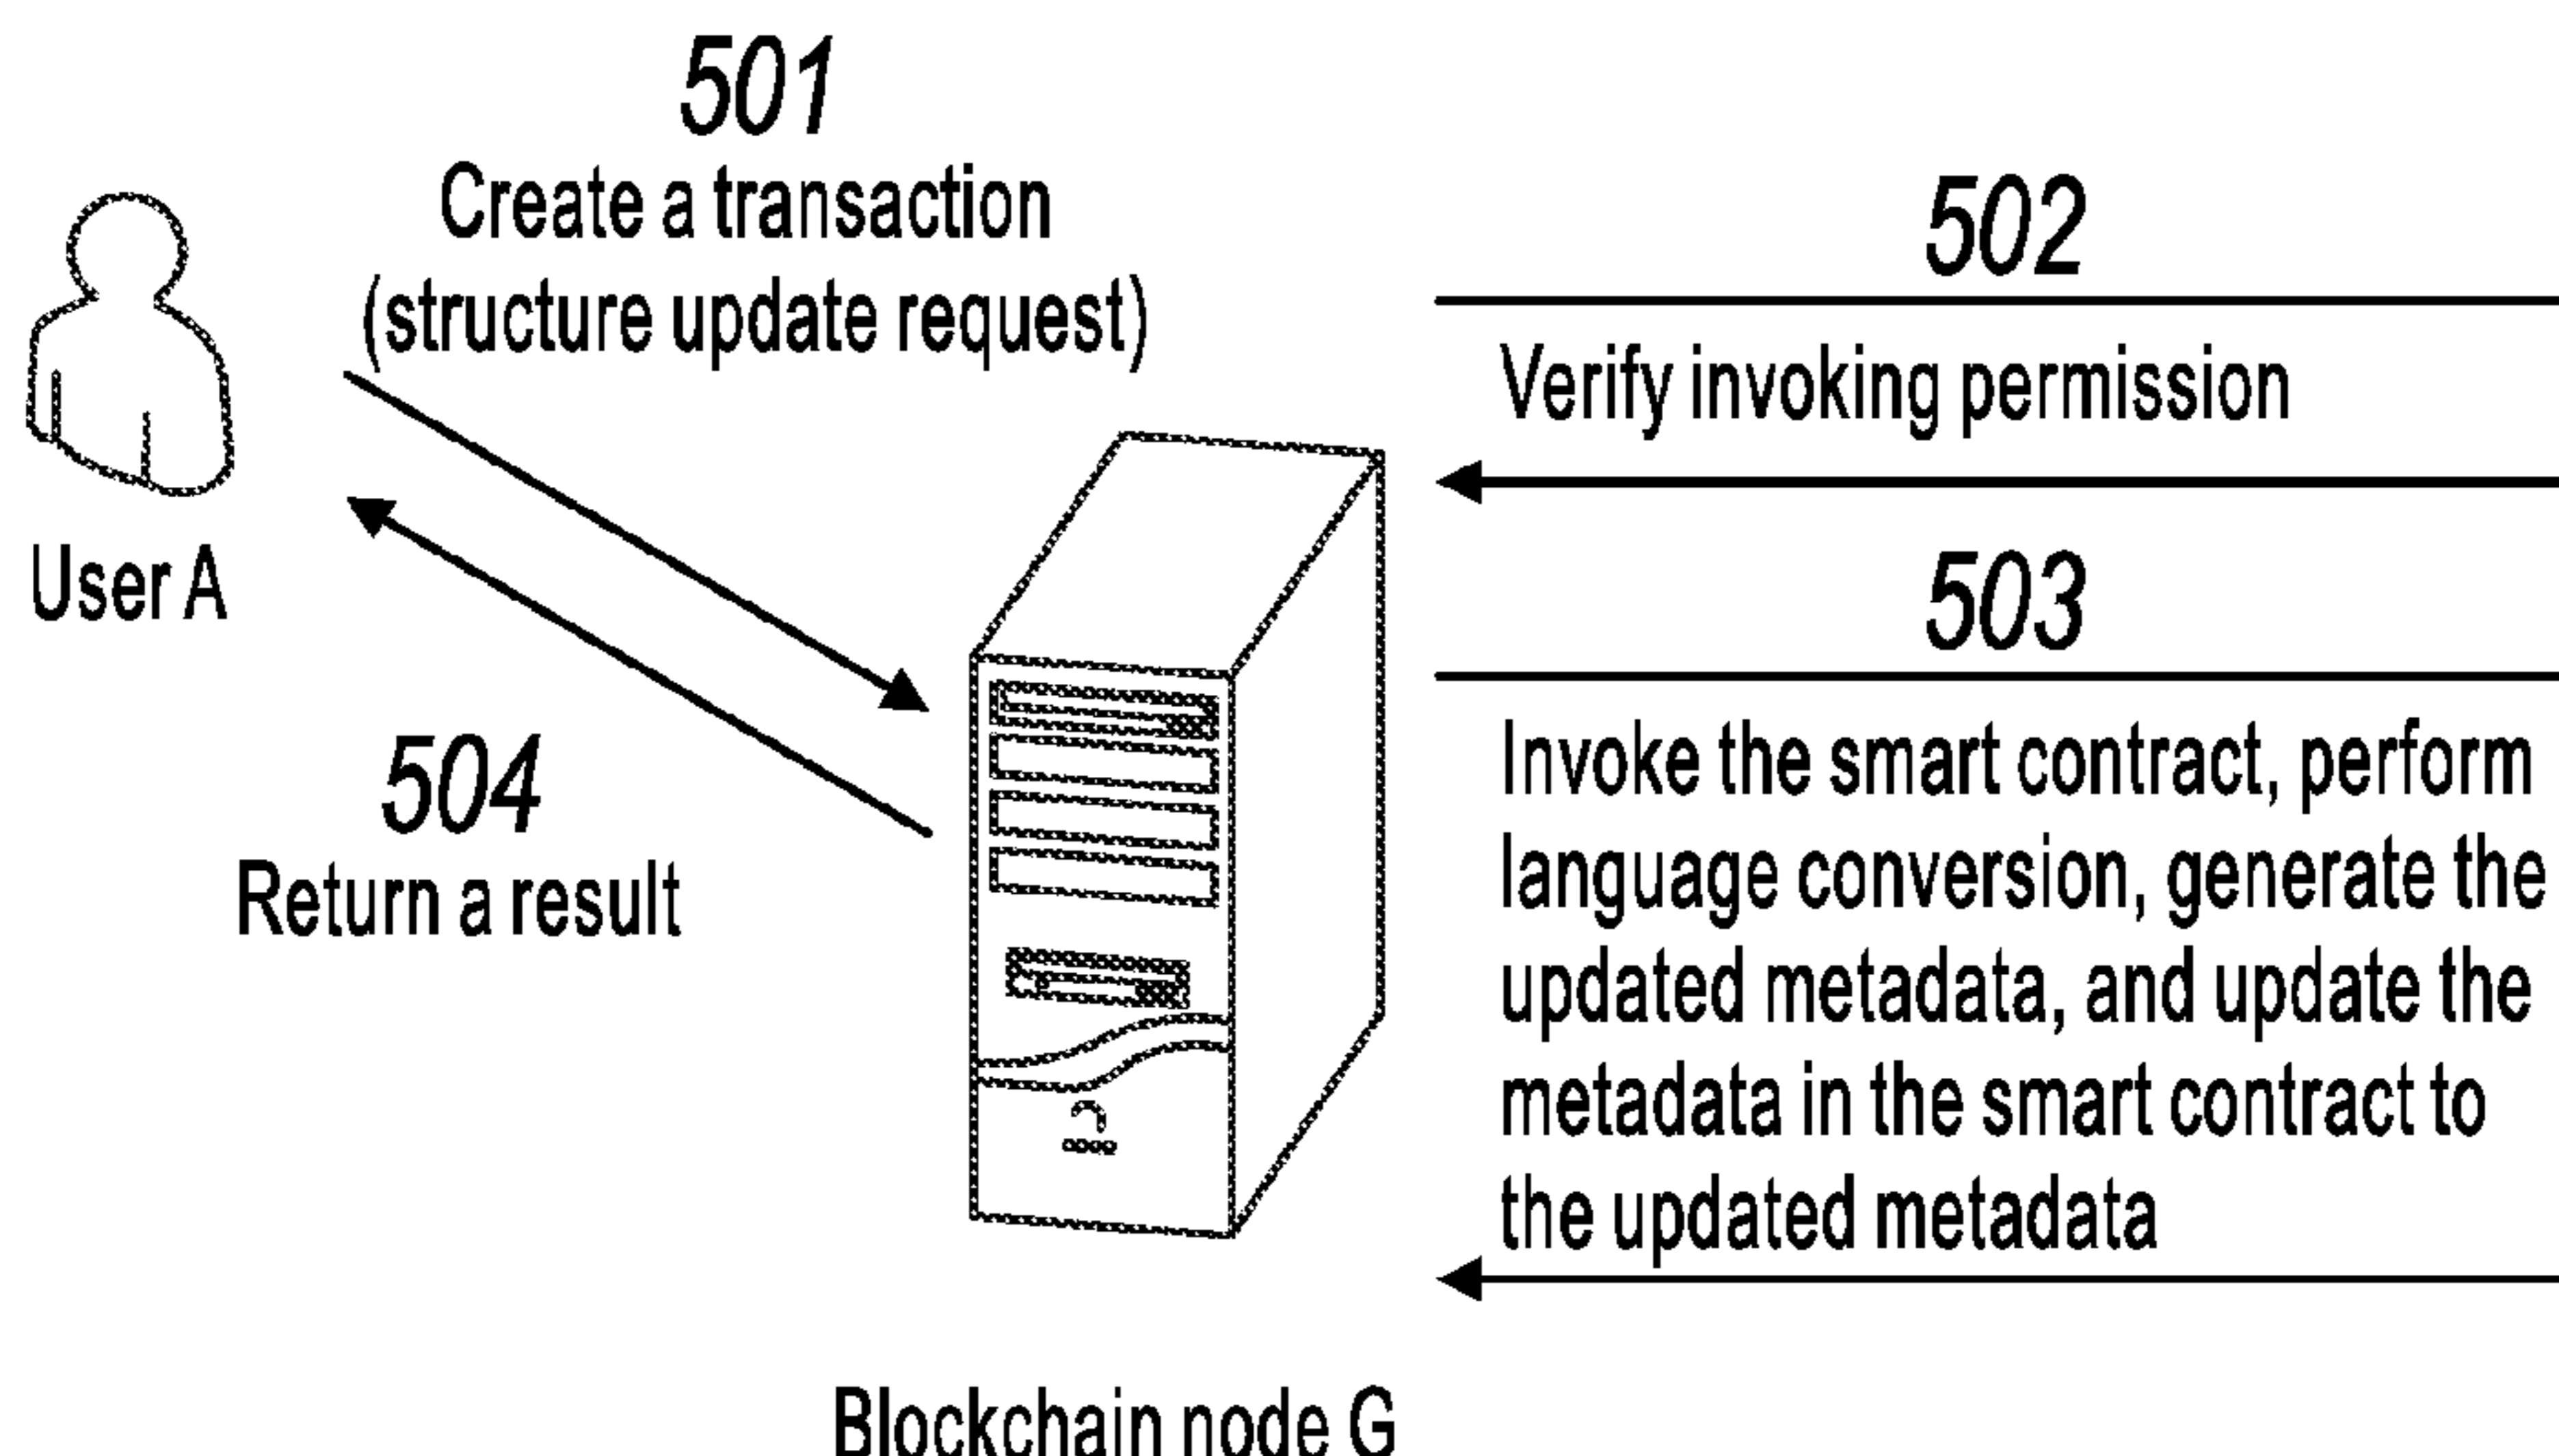 501
Create a transaction
(structure update request)
User A
504
Return a result
Blockchain node G
502
Verify invoking permission
503
Invoke the smart contract, perform
language conversion, generate the
updated metadata, and update the
metadata in the smart contract to
the updated metadata